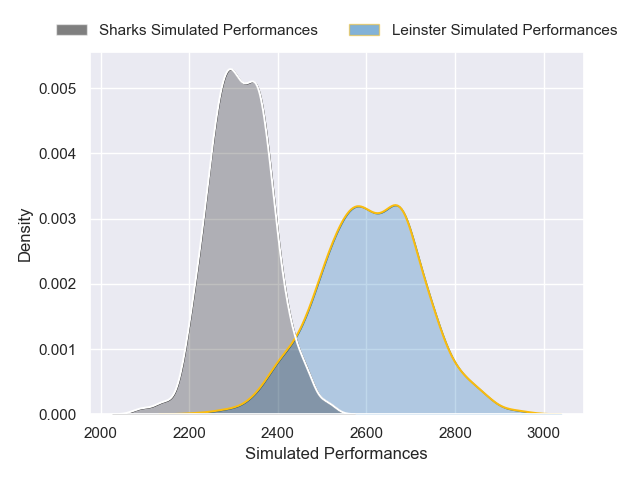 Sharks Simulated Performances Leinster Simulated Performances
0.005
0.004
0.003
0.002
0.001
0.000
Density
2000 2200 2400 2600 2800 3000
Simulated Performances